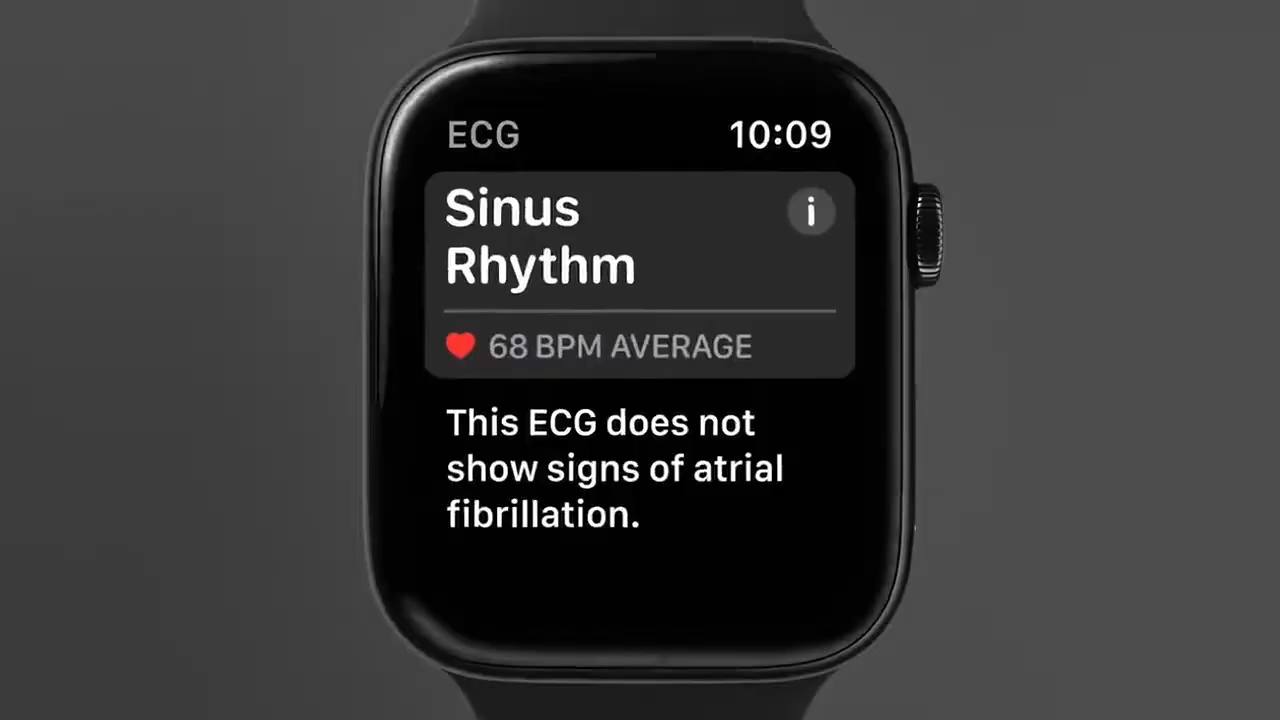 ECG 10:09
Sinus
Rhythm
i
68 BPM AVERAGE
This ECG does not
show signs of atrial
fibrillation.